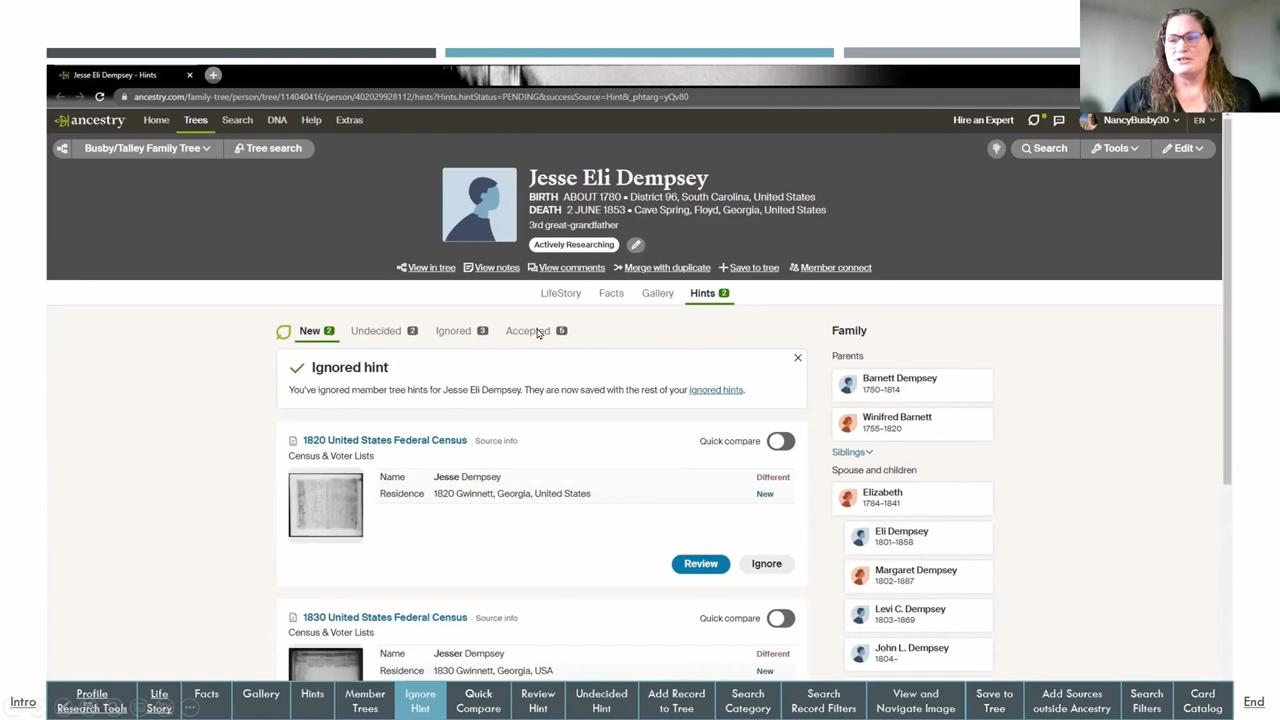 Jesse Eli Dempsey - Hints
ancestry.com/family-tree/person/tree/114040416/person/402029928112/hints?Hints.hintStatus=PENDING&successSource=Hint&_phtarg=yQv80
ancestry Home Trees Search DNA Help Extras Hire an Expert NancyBusby30 EN
Busby/Talley Family Tree Tree search Search Tools Edit
Jesse Eli Dempsey
BIRTH ABOUT 1780 • District 96, South Carolina, United States
DEATH 2 JUNE 1853 • Cave Spring, Floyd, Georgia, United States
3rd great-grandfather
Actively Researching
View in tree View notes View comments Merge with duplicate Save to tree Member connect
LifeStory Facts Gallery Hints 2
New 2 Undecided 2 Ignored 3 Accepted 5
Ignored hint
You've ignored member tree hints for Jesse Eli Dempsey. They are now saved with the rest of your ignored hints.
1820 United States Federal Census Source info Quick compare
Census & Voter Lists
Name Jesse Dempsey Different
Residence 1820 Gwinnett, Georgia, United States New
Review Ignore
1830 United States Federal Census Source info Quick compare
Census & Voter Lists
Name Jesser Dempsey Different
Residence 1830 Gwinnett, Georgia, USA New
Family
Parents
Barnett Dempsey
1750–1814
Winifred Barnett
1755–1820
Siblings
Spouse and children
Elizabeth
1784–1841
Eli Dempsey
1801–1858
Margaret Dempsey
1802–1887
Levi C. Dempsey
1803–1869
John L. Dempsey
1804–
Intro
Profile Research Tools
Life Story
Facts
Gallery
Hints
Member Trees
Ignore Hint
Quick Compare
Review Hint
Undecided Hint
Add Record to Tree
Search Category
Search Record Filters
View and Navigate Image
Save to Tree
Add Sources outside Ancestry
Search Filters
Card Catalog
End